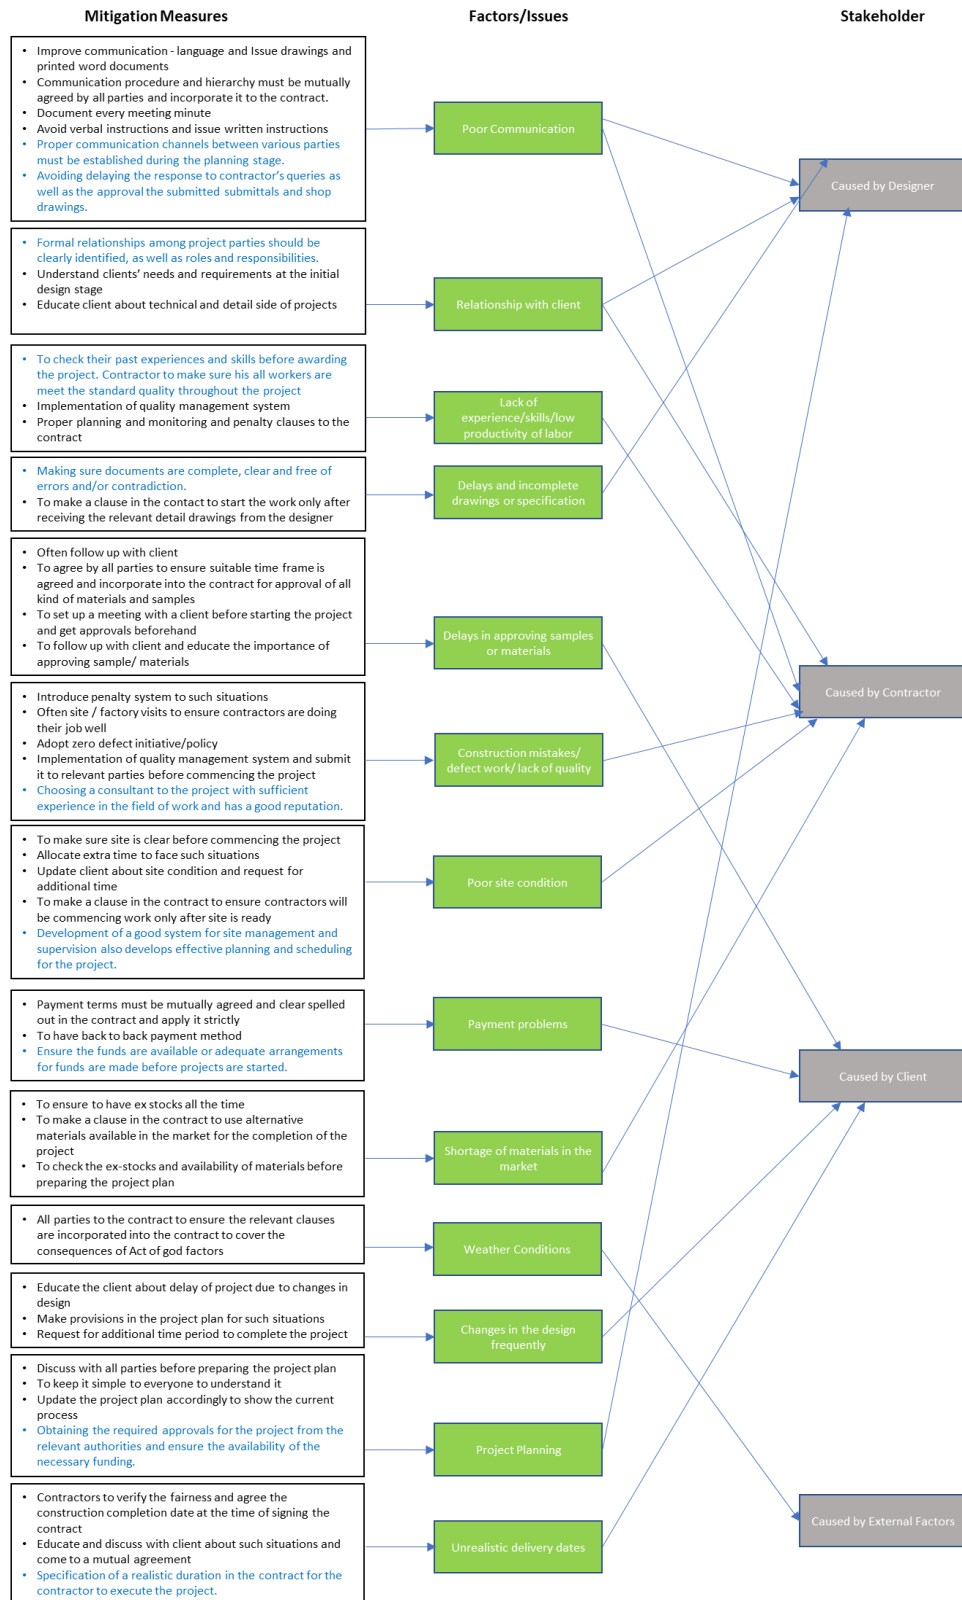 Mitigation Measures
Factors/Issues
Stakeholder
• Improve communication - language and Issue drawings and
printed word documents
• Communication procedure and hierarchy must be mutually
agreed by all parties and incorporate it to the contract.
• Document every meeting minute
• Avoid verbal instructions and issue written instructions
• Proper communication channels between various parties
must be established during the planning stage.
• Avoiding delaying the response to contractor's queries as
well as the approval the submitted submittals and shop
drawings.
Poor Communication
Caused by Designer
• Formal relationships among project parties should be
clearly identified, as well as roles and responsibilities.
• Understand clients' needs and requirements at the initial
design stage
• Educate client about technical and detail side of projects
Relationship with client
• To check their past experiences and skills before awarding
the project. Contractor to make sure his all workers are
meet the standard quality throughout the project
• Implementation of quality management system
• Proper planning and monitoring and penalty clauses to the
contract
Lack of
experience/skills/low
productivity of labor
• Making sure documents are complete, clear and free of
errors and/or contradiction.
• To make a clause in the contact to start the work only after
receiving the relevant detail drawings from the designer
Delays and incomplete
drawings or specification
• Often follow up with client
• To agree by all parties to ensure suitable time frame is
agreed and incorporate into the contract for approval of all
kind of materials and samples
• To set up a meeting with a client before starting the project
and get approvals beforehand
• To follow up with client and educate the importance of
approving sample/ materials
Delays in approving samples
or materials
Caused by Contractor
• Introduce penalty system to such situations
• Often site / factory visits to ensure contractors are doing
their job well
• Adopt zero defect initiative/policy
• Implementation of quality management system and submit
it to relevant parties before commencing the project
• Choosing a consultant to the project with sufficient
experience in the field of work and has a good reputation.
Construction mistakes/
defect work/ lack of quality
• To make sure site is clear before commencing the project
• Allocate extra time to face such situations
• Update client about site condition and request for
additional time
• To make a clause in the contract to ensure contractors will
be commencing work only after site is ready
• Development of a good system for site management and
supervision also develops effective planning and scheduling
for the project.
Poor site condition
• Payment terms must be mutually agreed and clear spelled
out in the contract and apply it strictly
• To have back to back payment method
• Ensure the funds are available or adequate arrangements
for funds are made before projects are started.
Payment problems
Caused by Client
• To ensure to have ex stocks all the time
• To make a clause in the contract to use alternative
materials available in the market for the completion of the
project
• To check the ex-stocks and availability of materials before
preparing the project plan
Shortage of materials in the
market
• All parties to the contract to ensure the relevant clauses
are incorporated into the contract to cover the
consequences of Act of god factors
Weather Conditions
• Educate the client about delay of project due to changes in
design
• Make provisions in the project plan for such situations
• Request for additional time period to complete the project
Changes in the design
frequently
• Discuss with all parties before preparing the project plan
• To keep it simple to everyone to understand it
• Update the project plan accordingly to show the current
process
• Obtaining the required approvals for the project from the
relevant authorities and ensure the availability of the
necessary funding.
Project Planning
• Contractors to verify the fairness and agree the
construction completion date at the time of signing the
contract
• Educate and discuss with client about such situations and
come to a mutual agreement
• Specification of a realistic duration in the contract for the
contractor to execute the project.
Unrealistic delivery dates
Caused by External Factors